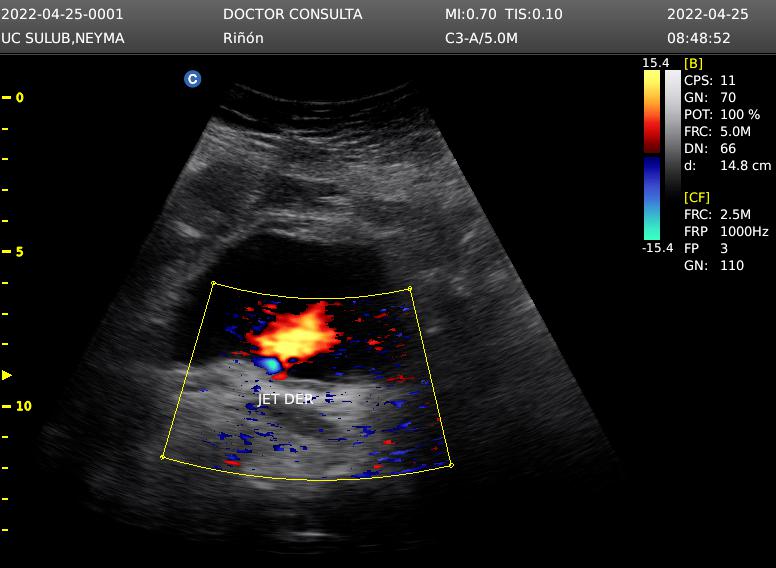 2022-04-25-0001 DOCTOR CONSULTA MI:0.70 TIS:0.10 2022-04-25
UC SULUB,NEYMA Riñón C3-A/5.0M 08:48:52
C
15.4 [B]
CPS: 11
GN: 70
POT: 100 %
FRC: 5.0M
DN: 66
d: 14.8 cm
[CF]
FRC: 2.5M
FRP 1000Hz
FP 3
GN: 110
-15.4
0
5
10
JET DER